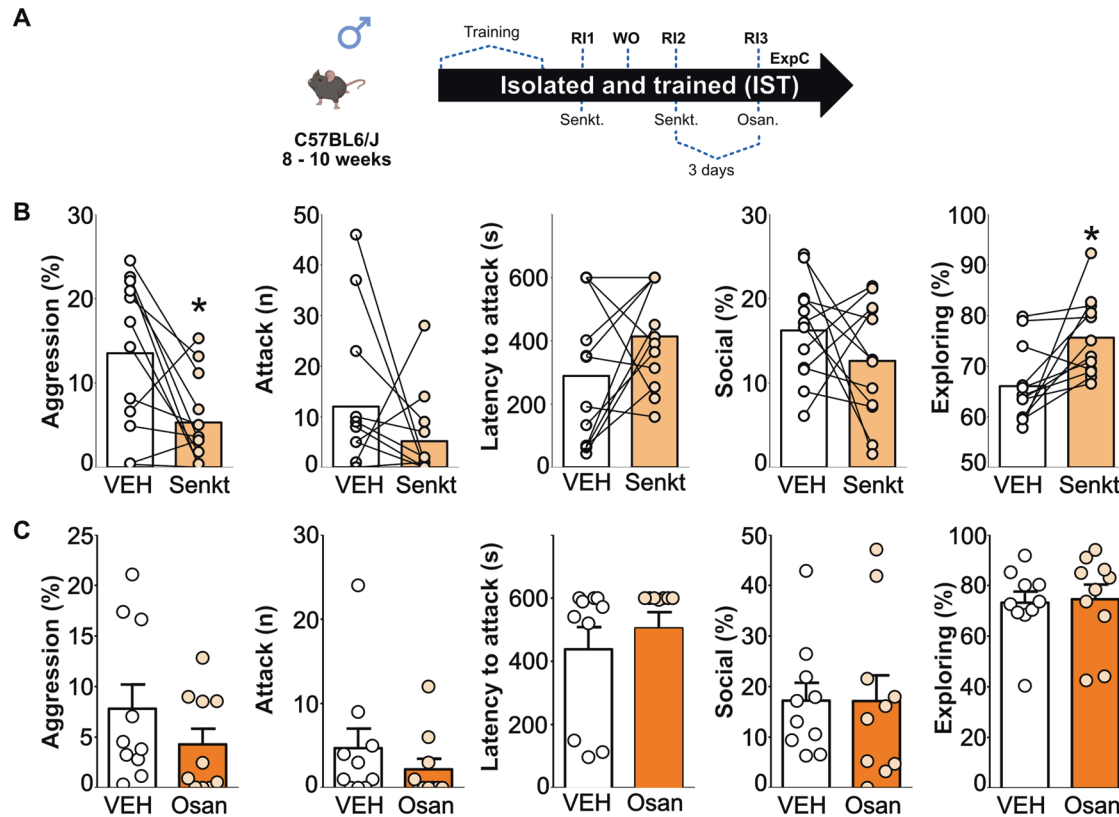 A
Training
RI1 WO RI2 RI3
ExpC
Isolated and trained (IST)
Senkt. Senkt. Osan.
3 days
C57BL6/J
8 - 10 weeks
B
Aggression (%)
30
20
10
0
VEH Senkt
*
Attack (n)
50
40
30
20
10
0
VEH Senkt
Latency to attack (s)
600
400
200
0
VEH Senkt
Social (%)
30
20
10
0
VEH Senkt
Exploring (%)
100
90
80
70
60
50
VEH Senkt
*
C
Aggression (%)
25
20
15
10
5
0
VEH Osan
Attack (n)
30
20
10
0
VEH Osan
Latency to attack (s)
600
400
200
0
VEH Osan
Social (%)
50
40
30
20
10
0
VEH Osan
Exploring (%)
100
80
60
40
20
0
VEH Osan